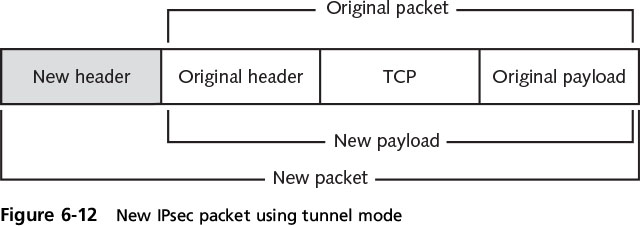 Original packet
New header Original header TCP Original payload
New payload
New packet
Figure 6-12 New IPsec packet using tunnel mode